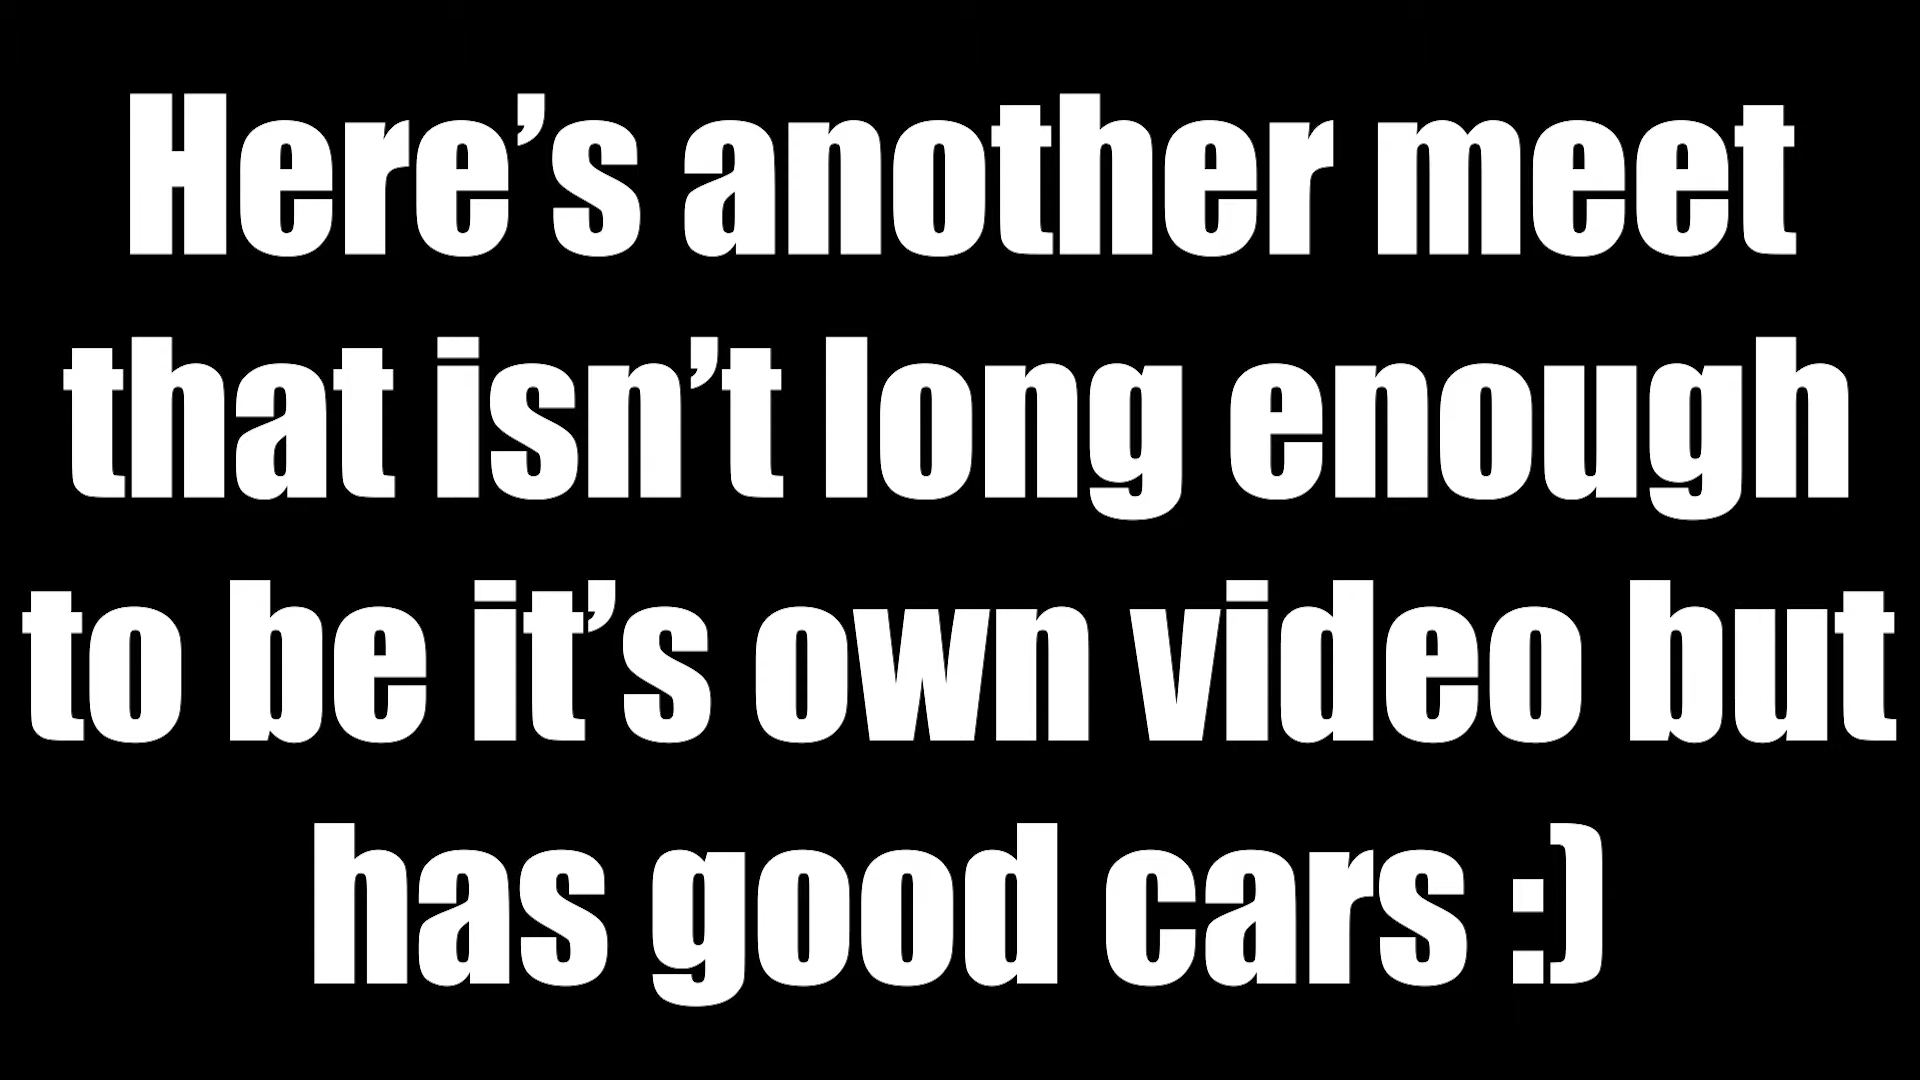 Here’s another meet
that isn’t long enough
to be it’s own video but
has good cars :)